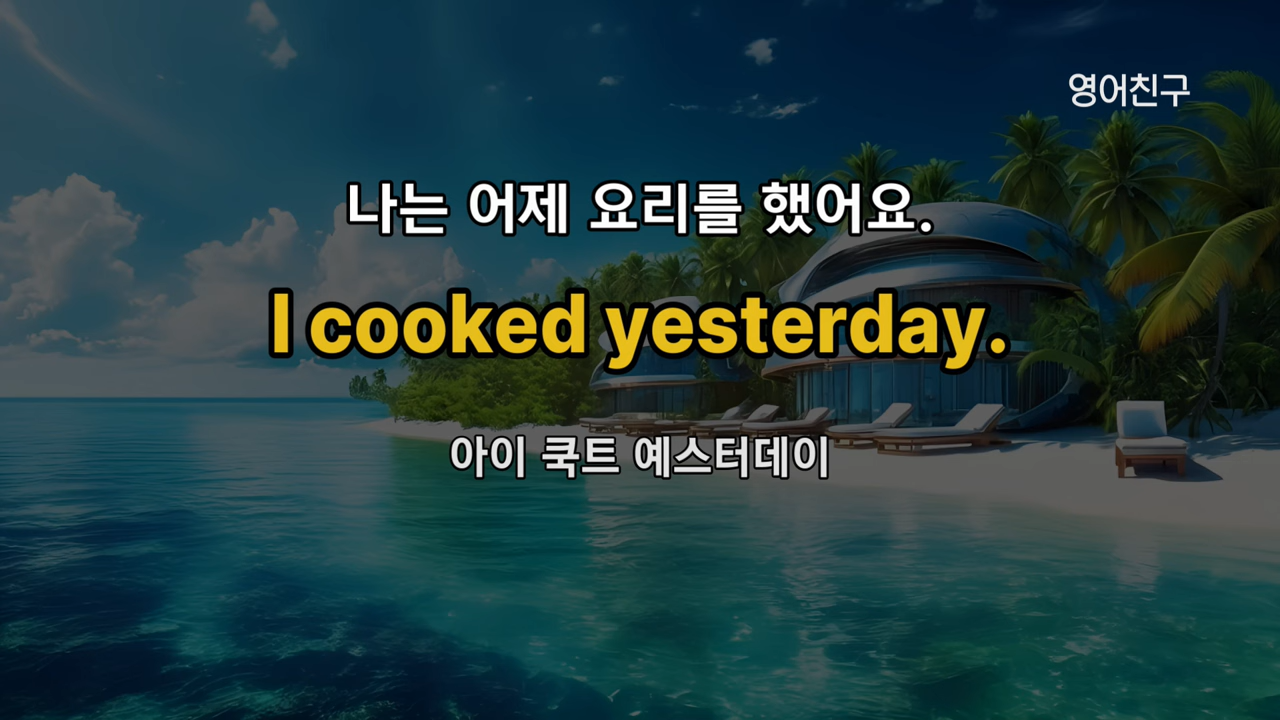 영어친구
나는 어제 요리를 했어요.
I cooked yesterday.
아이 쿡트 예스터데이